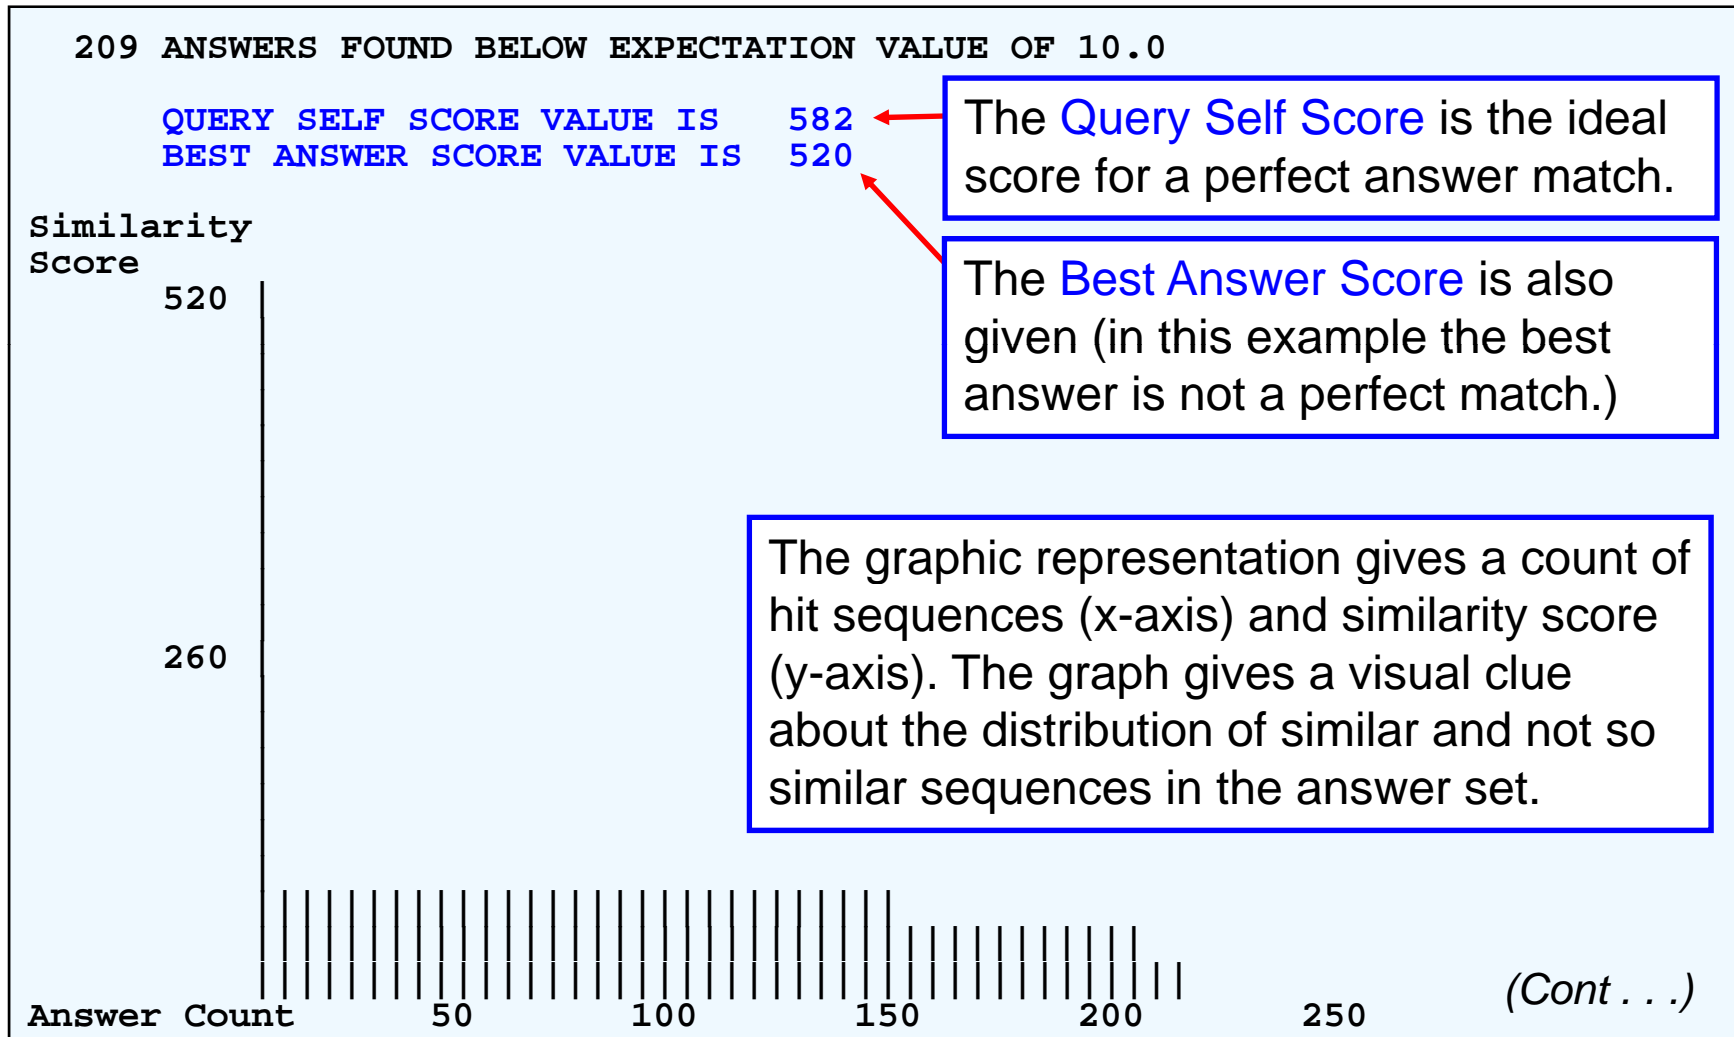 209 ANSWERS FOUND BELOW EXPECTATION VALUE OF 10.0
QUERY SELF SCORE VALUE IS 582
BEST ANSWER SCORE VALUE IS 520
The Query Self Score is the ideal
score for a perfect answer match.
Similarity
Score
520
The Best Answer Score is also
given (in this example the best
answer is not a perfect match.)
The graphic representation gives a count of
hit sequences (x-axis) and similarity score
(y-axis). The graph gives a visual clue
about the distribution of similar and not so
similar sequences in the answer set.
260
(Cont . . .)
Answer Count 50 100 150 200 250